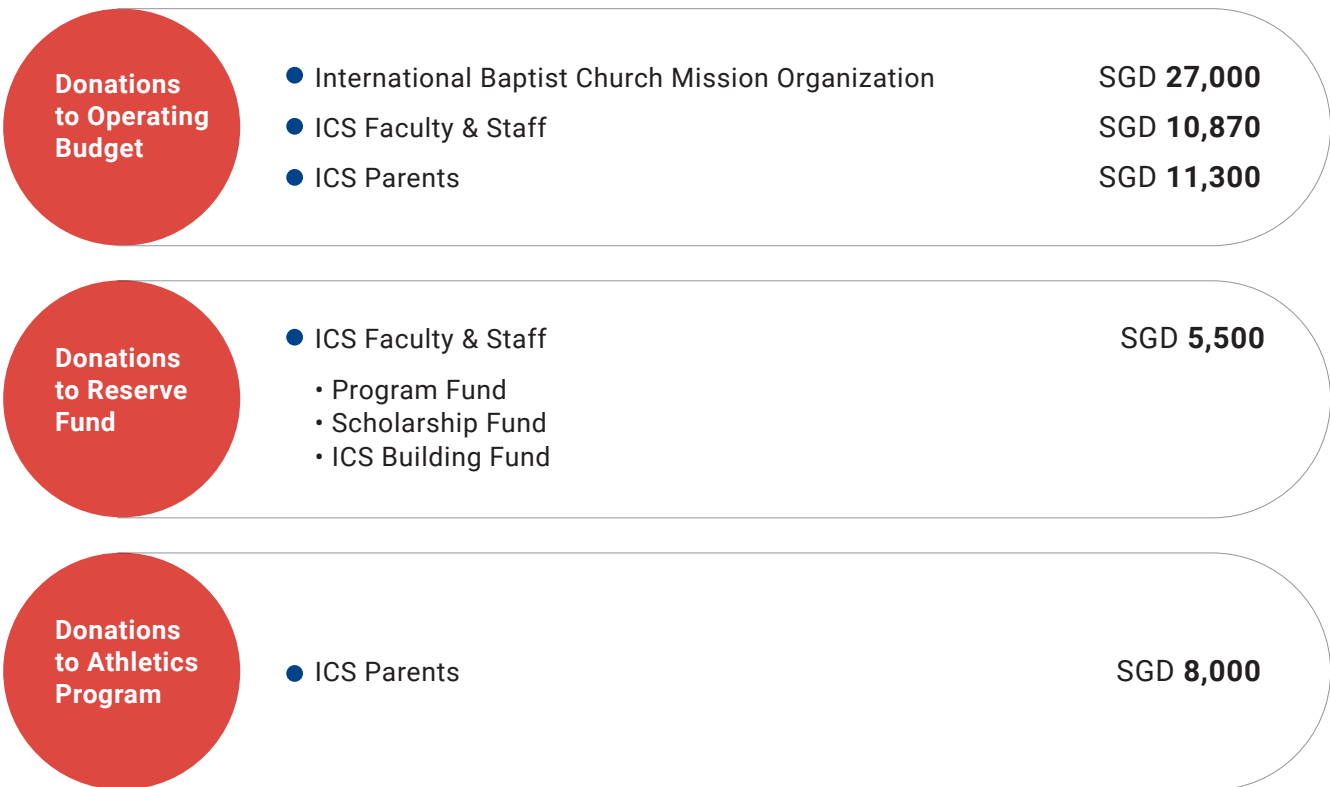 Donations
to Operating
Budget
International Baptist Church Mission Organization SGD 27,000
ICS Faculty & Staff SGD 10,870
ICS Parents SGD 11,300
Donations
to Reserve
Fund
ICS Faculty & Staff SGD 5,500
• Program Fund
• Scholarship Fund
• ICS Building Fund
Donations
to Athletics
Program
ICS Parents SGD 8,000